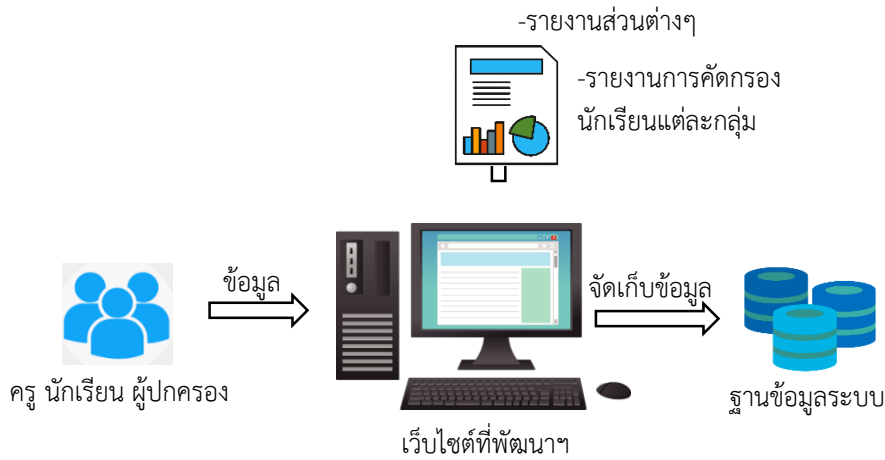 -รายงานส่วนต่างๆ
-รายงานการคัดกรอง
นักเรียนแต่ละกลุ่ม
ข้อมูล
จัดเก็บข้อมูล
ครู นักเรียน ผู้ปกครอง
ฐานข้อมูลระบบ
เว็บไซต์ที่พัฒนาฯ